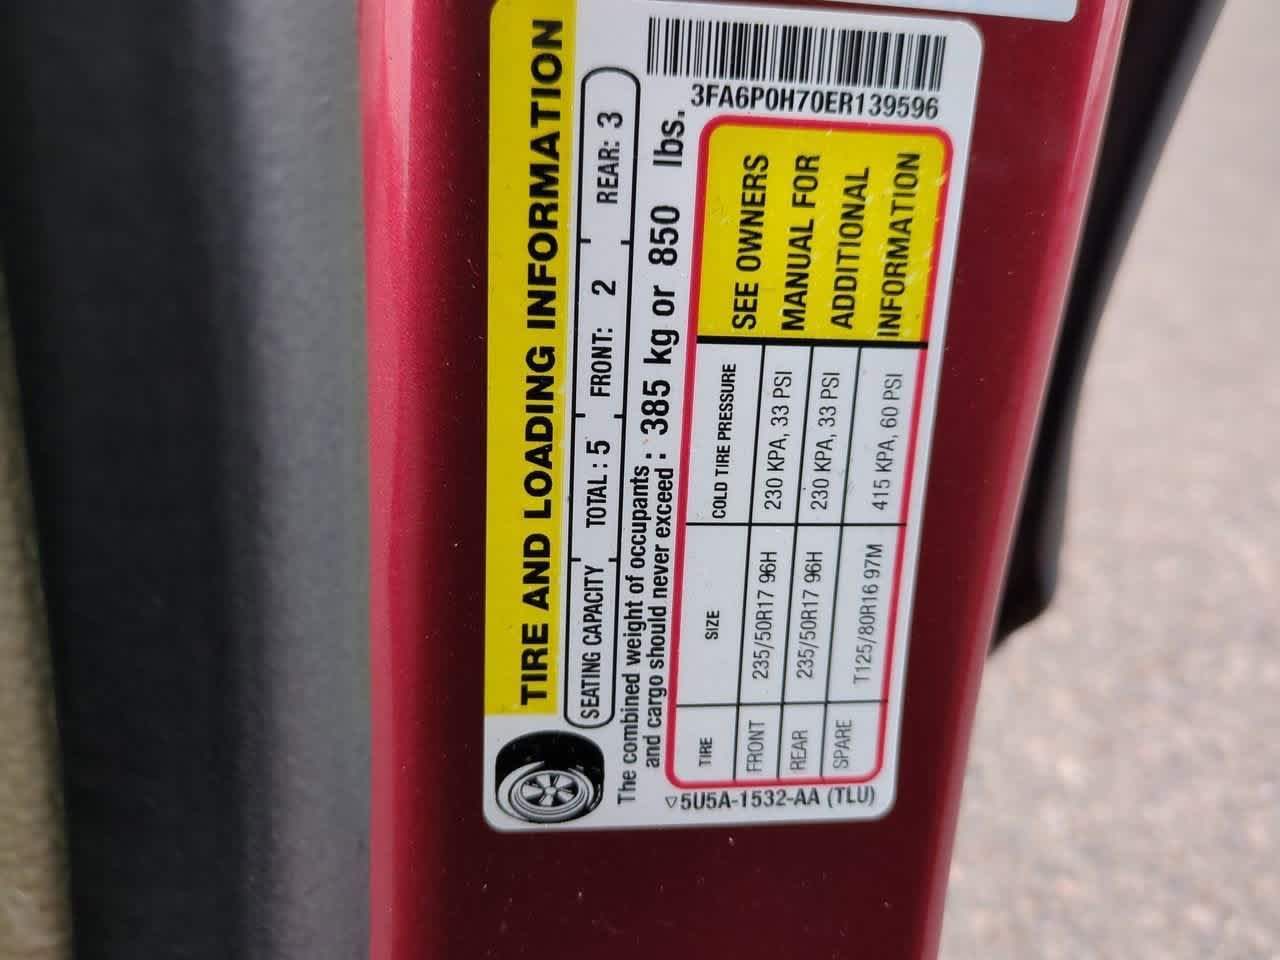 TIRE AND LOADING INFORMATION
SEATING CAPACITY TOTAL : 5 FRONT: 2 REAR: 3
The combined weight of occupants
and cargo should never exceed : 385 kg or 850 lbs.
TIRE SIZE COLD TIRE PRESSURE
FRONT 235/50R17 96H 230 KPA, 33 PSI
REAR 235/50R17 96H 230 KPA, 33 PSI
SPARE T125/80R16 97M 415 KPA, 60 PSI
SEE OWNERS
MANUAL FOR
ADDITIONAL
INFORMATION
5U5A-1532-AA (TLU)
3FA6P0H70ER139596